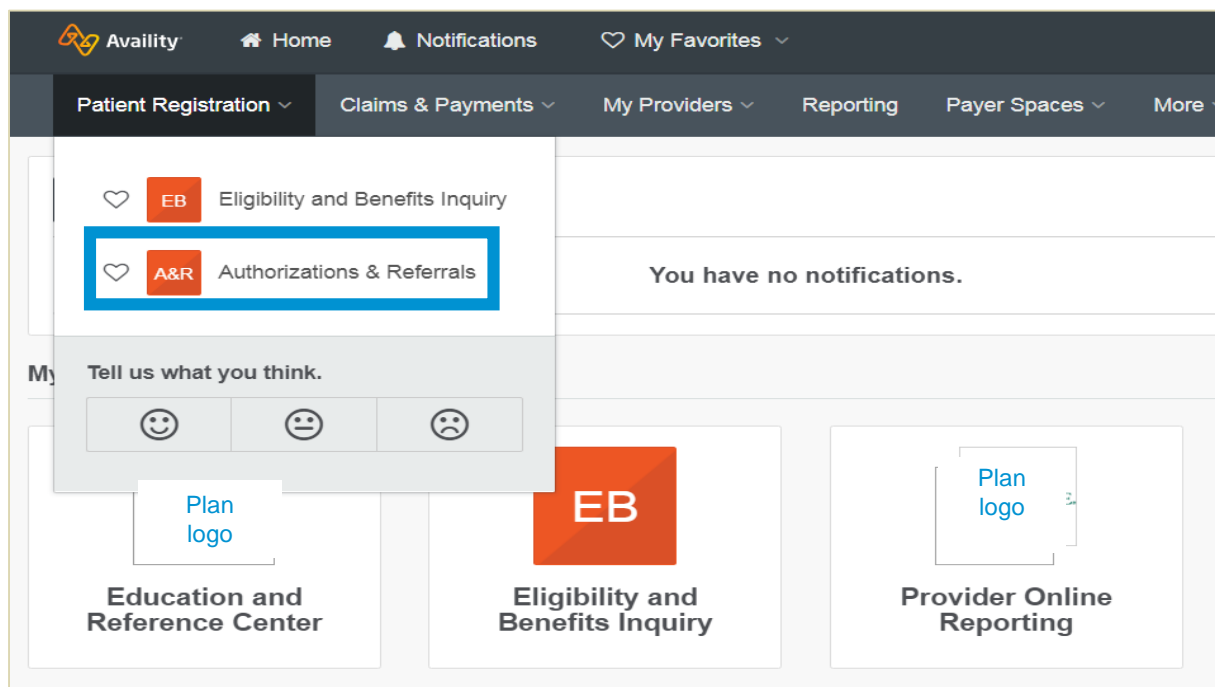 Availity Home Notifications My Favorites
Patient Registration Claims & Payments My Providers Reporting Payer Spaces More
EB Eligibility and Benefits Inquiry
A&R Authorizations & Referrals
You have no notifications.
My
Tell us what you think.
Plan
logo
Education and
Reference Center
EB
Eligibility and
Benefits Inquiry
Plan
logo
Provider Online
Reporting